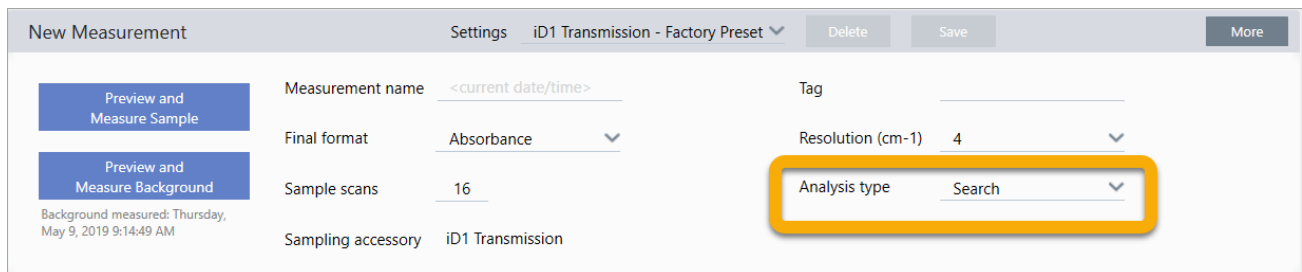 New Measurement
Settings iD1 Transmission - Factory Preset
Delete
Save
More
Preview and
Measure Sample
Preview and
Measure Background
Background measured: Thursday,
May 9, 2019 9:14:49 AM
Measurement name <current date/time>
Final format Absorbance
Sample scans 16
Sampling accessory iD1 Transmission
Tag
Resolution (cm-1) 4
Analysis type Search